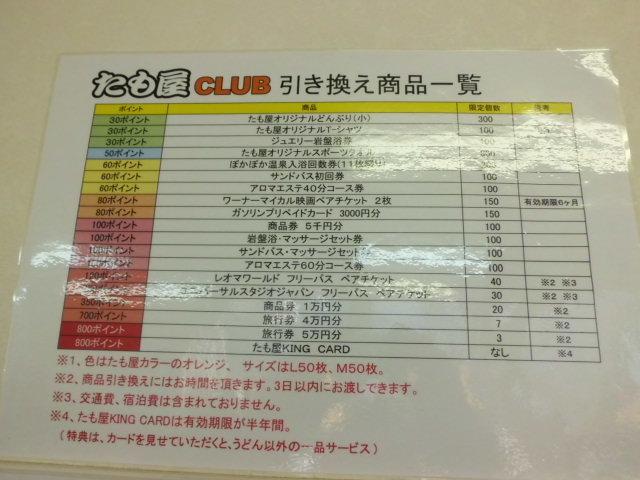 たも屋 CLUB 引き換え商品一覧
ポイント 商品 限定個数 備考
30ポイント たも屋オリジナルどんぶり(小) 300
30ポイント たも屋オリジナルT-シャツ 100
30ポイント ジュエリー岩盤浴券 100
50ポイント たも屋オリジナルスポーツタオル
60ポイント ぽかぽか温泉入浴回数券(11枚綴り)
60ポイント サンドバス初回券 100
60ポイント アロマエステ40分コース券 100
80ポイント ワーナーマイカル映画ペアチケット 2枚 150 有効期限6ヶ月
80ポイント ガソリンプリペイドカード 3000円分 150
100ポイント 商品券 5千円分 100
100ポイント 岩盤浴・マッサージセット券 100
100ポイント サンドバス・マッサージセット券 100
100ポイント アロマエステ60分コース券 100
レオマワールド フリーパス ペアチケット 40 ※2 ※3
ユニバーサルスタジオジャパン フリーパス ペアチケット 30 ※2 ※3
350ポイント 商品券 1万円分 20 ※2
700ポイント 旅行券 4万円分 7 ※2
800ポイント 旅行券 5万円分 3 ※2
800ポイント たも屋KING CARD なし ※4
※1、色はたも屋カラーのオレンジ、 サイズはL50枚、M50枚。
※2、商品引き換えにはお時間を頂きます。3日以内にお渡しできます。
※3、交通費、宿泊費は含まれておりません。
※4、たも屋KING CARDは有効期限が半年間。
(特典は、カードを見せていただくと、うどん以外の一品サービス)